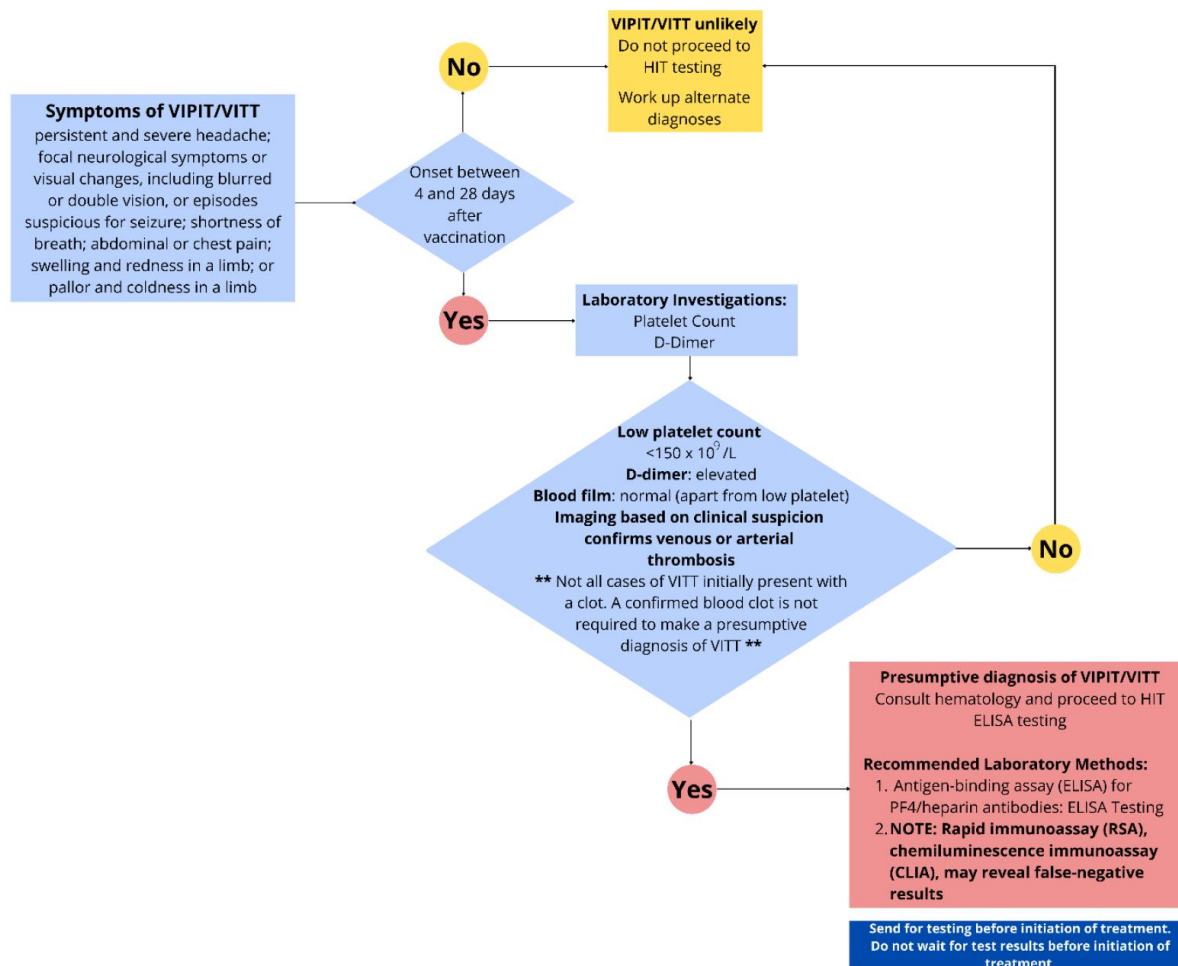 Symptoms of VIPIT/VITT
persistent and severe headache;
focal neurological symptoms or
visual changes, including blurred
or double vision, or episodes
suspicious for seizure; shortness of
breath; abdominal or chest pain;
swelling and redness in a limb; or
pallor and coldness in a limb
Onset between
4 and 28 days
after
vaccination
No
VIPIT/VITT unlikely
Do not proceed to
HIT testing
Work up alternate
diagnoses
Yes
Laboratory Investigations:
Platelet Count
D-Dimer
Low platelet count
<150 x 10⁹/L
D-dimer: elevated
Blood film: normal (apart from low platelet)
Imaging based on clinical suspicion
confirms venous or arterial
thrombosis
** Not all cases of VITT initially present with
a clot. A confirmed blood clot is not
required to make a presumptive
diagnosis of VITT **
No
Yes
Presumptive diagnosis of VIPIT/VITT
Consult hematology and proceed to HIT
ELISA testing
Recommended Laboratory Methods:
1. Antigen-binding assay (ELISA) for
PF4/heparin antibodies: ELISA Testing
2. NOTE: Rapid immunoassay (RSA),
chemiluminescence immunoassay
(CLIA), may reveal false-negative
results
Send for testing before initiation of treatment.
Do not wait for test results before initiation of
treatment.